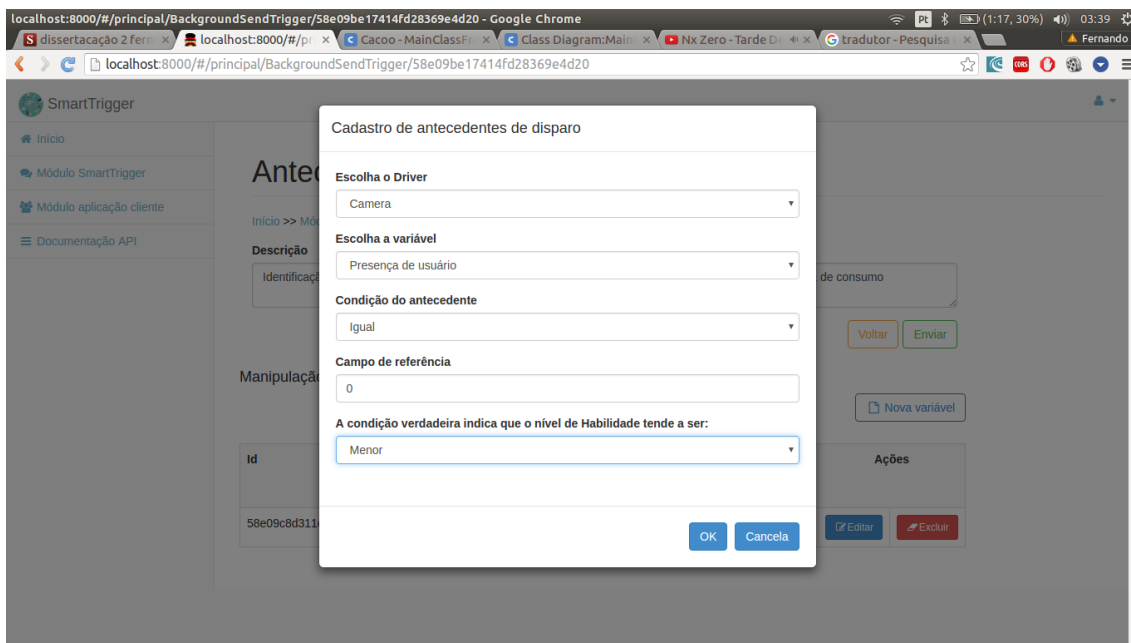 localhost:8000/#/principal/BackgroundSendTrigger/58e09be17414fd28369e4d20 - Google Chrome
Pt (1:17, 30%) 03:39
dissertacação 2 fern × localhost:8000/#/pr × Cacoo - MainClassFr × Class Diagram:Main × Nx Zero - Tarde D × tradutor - Pesquisa × Fernando
localhost:8000/#/principal/BackgroundSendTrigger/58e09be17414fd28369e4d20
SmartTrigger
Início
Módulo SmartTrigger
Módulo aplicação cliente
Documentação API
Ante
Início >> Mó
Descrição
Identificaç
de consumo
Voltar Enviar
Manipulaçã
Nova variável
Id Ações
58e09c8d311 Editar Excluir
Cadastro de antecedentes de disparo
Escolha o Driver
Camera
Escolha a variável
Presença de usuário
Condição do antecedente
Igual
Campo de referência
0
A condição verdadeira indica que o nível de Habilidade tende a ser:
Menor
OK Cancela